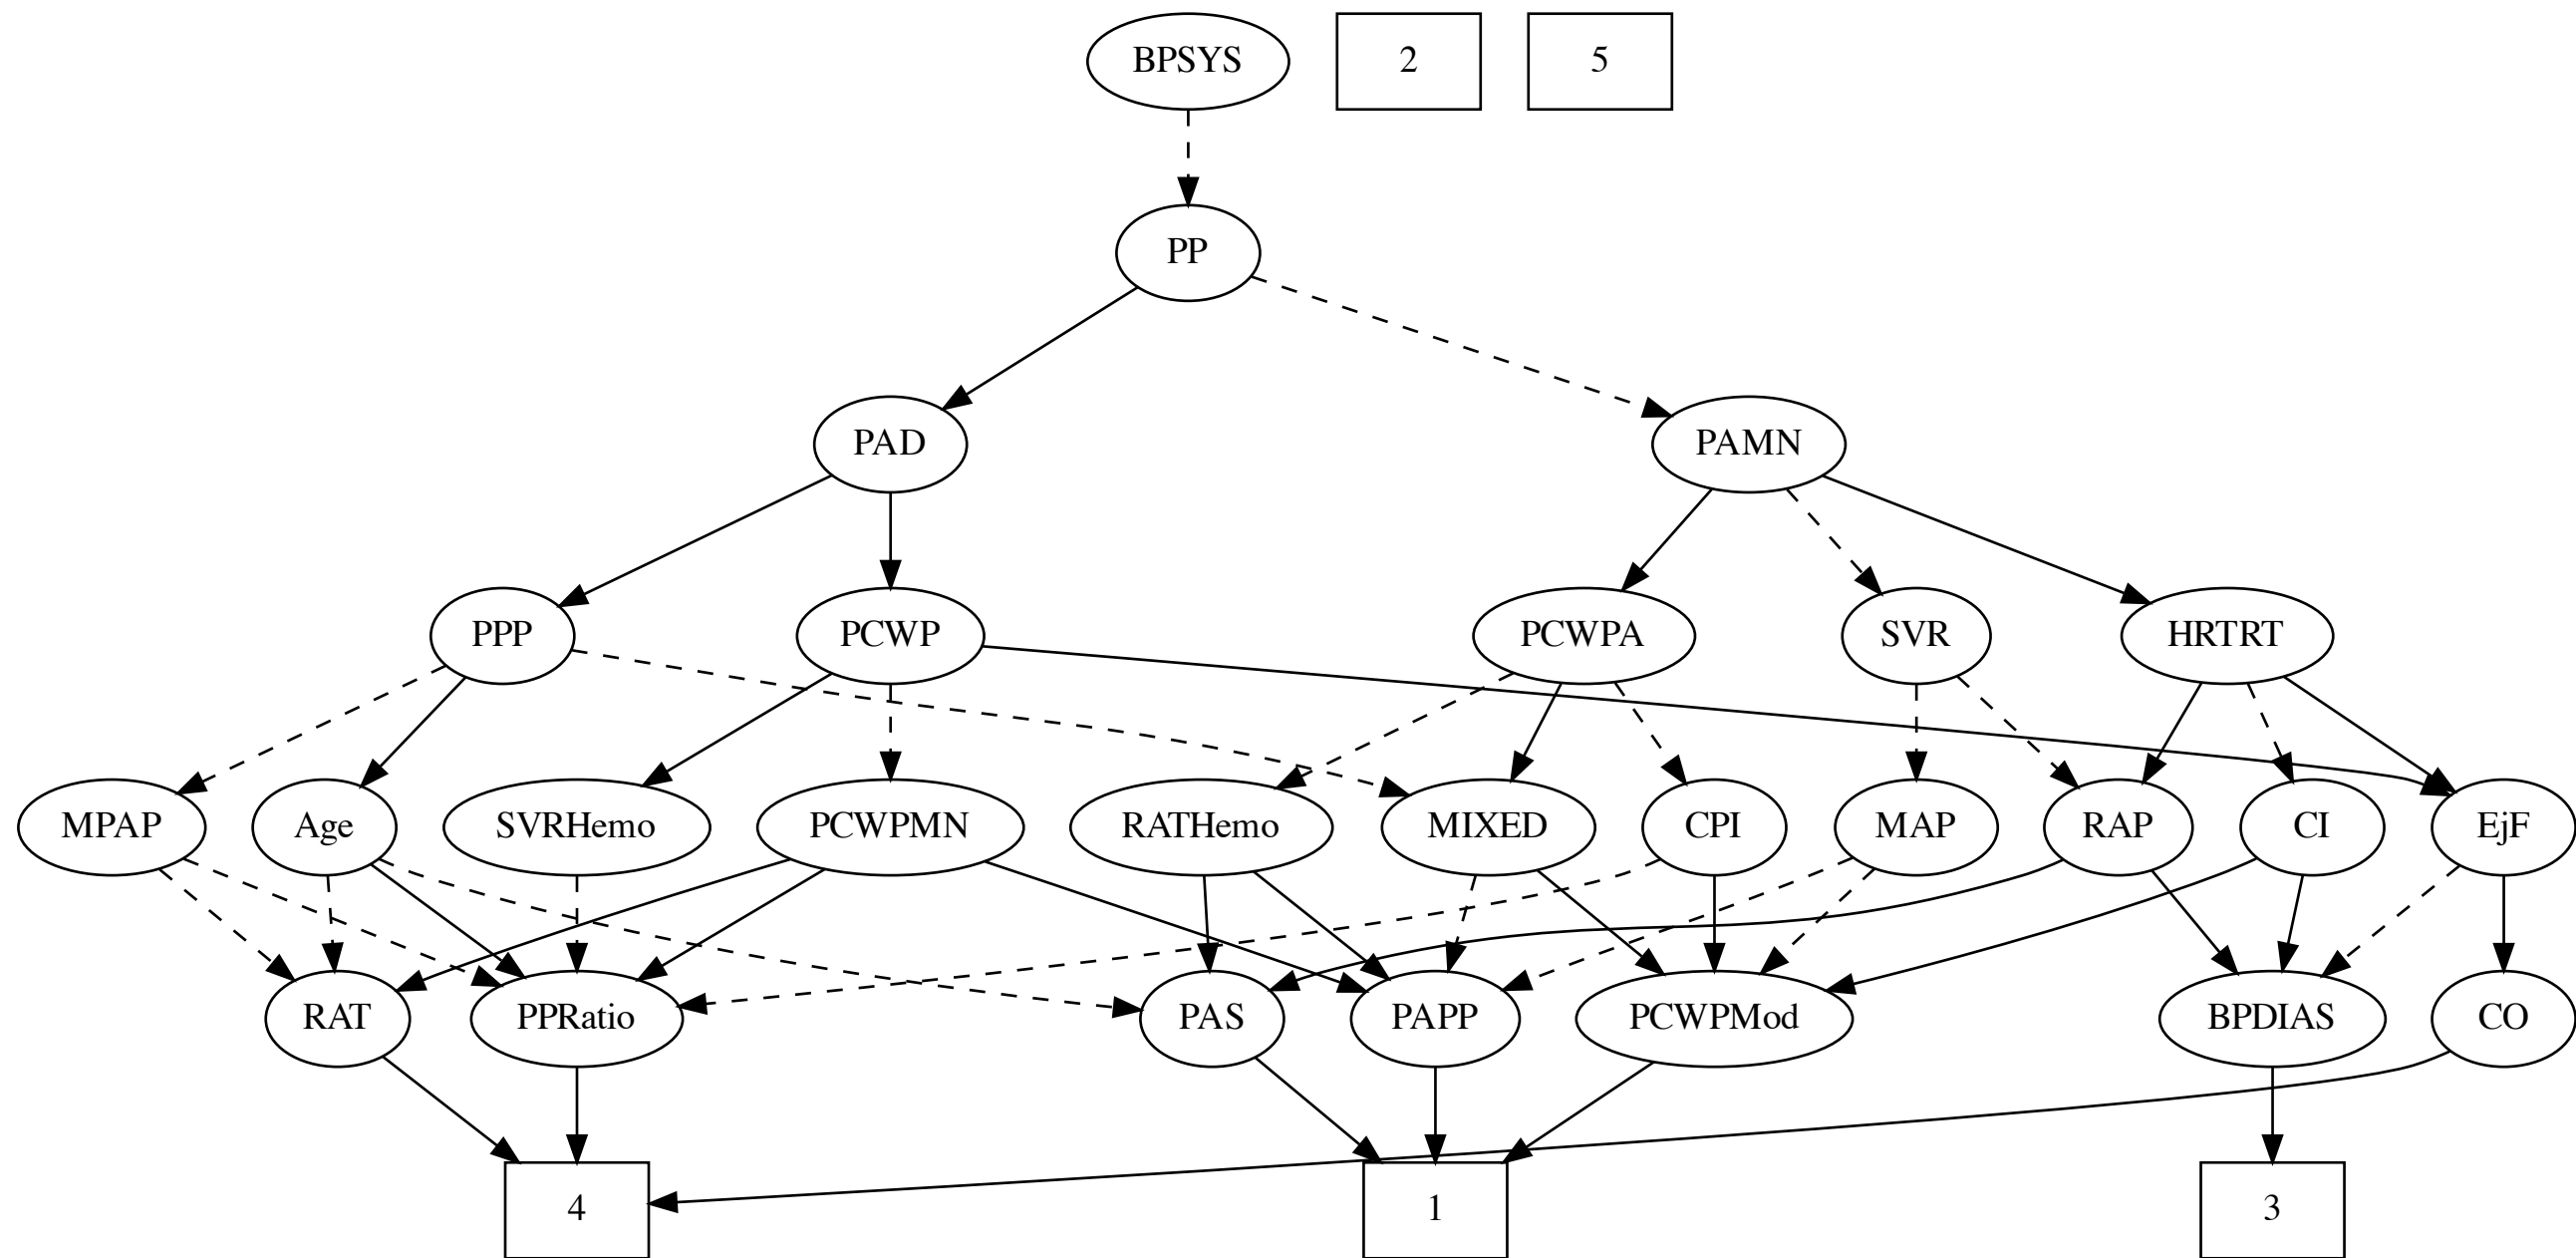 BPSYS
2
5
PP
PAD
PAMN
PPP
PCWP
PCWPA
SVR
HRTRT
MPAP
Age
SVRHemo
PCWPMN
RATHemo
MIXED
CPI
MAP
RAP
CI
EjF
RAT
PPRatio
PAS
PAPP
PCWPMod
BPDIAS
CO
4
1
3